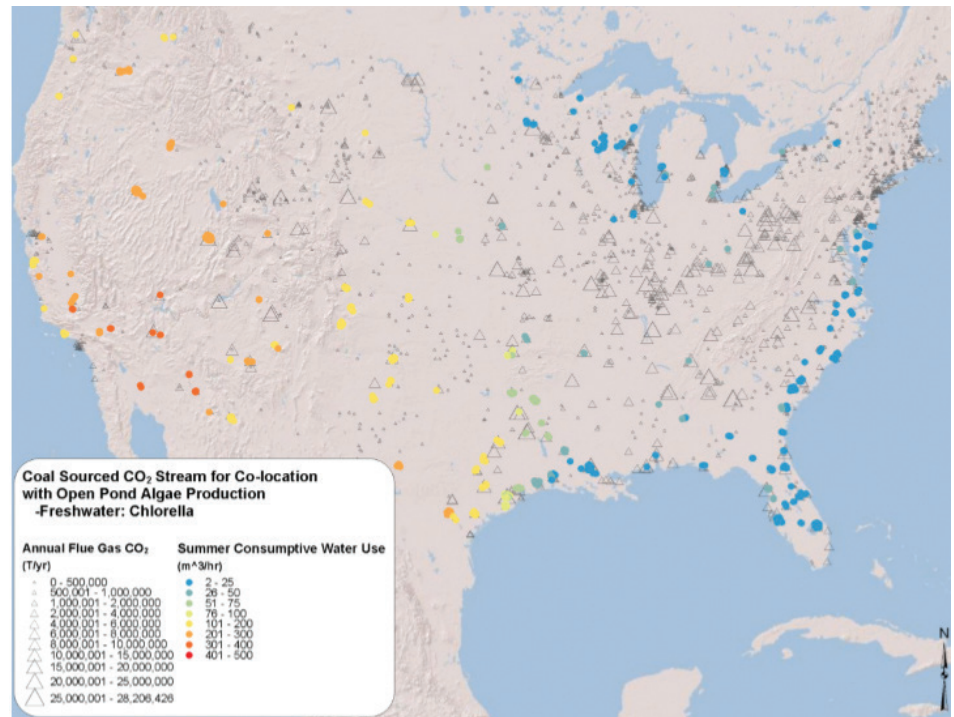 Coal Sourced CO₂ Stream for Co-location
with Open Pond Algae Production
-Freshwater: Chlorella
Annual Flue Gas CO₂
(T/yr)
0 - 500,000
500,001 - 1,000,000
1,000,001 - 2,000,000
2,000,001 - 4,000,000
4,000,001 - 6,000,000
6,000,001 - 8,000,000
8,000,001 - 10,000,000
10,000,001 - 15,000,000
15,000,001 - 20,000,000
20,000,001 - 25,000,000
25,000,001 - 28,206,426
Summer Consumptive Water Use
(m^3/hr)
2 - 25
26 - 50
51 - 75
76 - 100
101 - 200
201 - 300
301 - 400
401 - 500
N